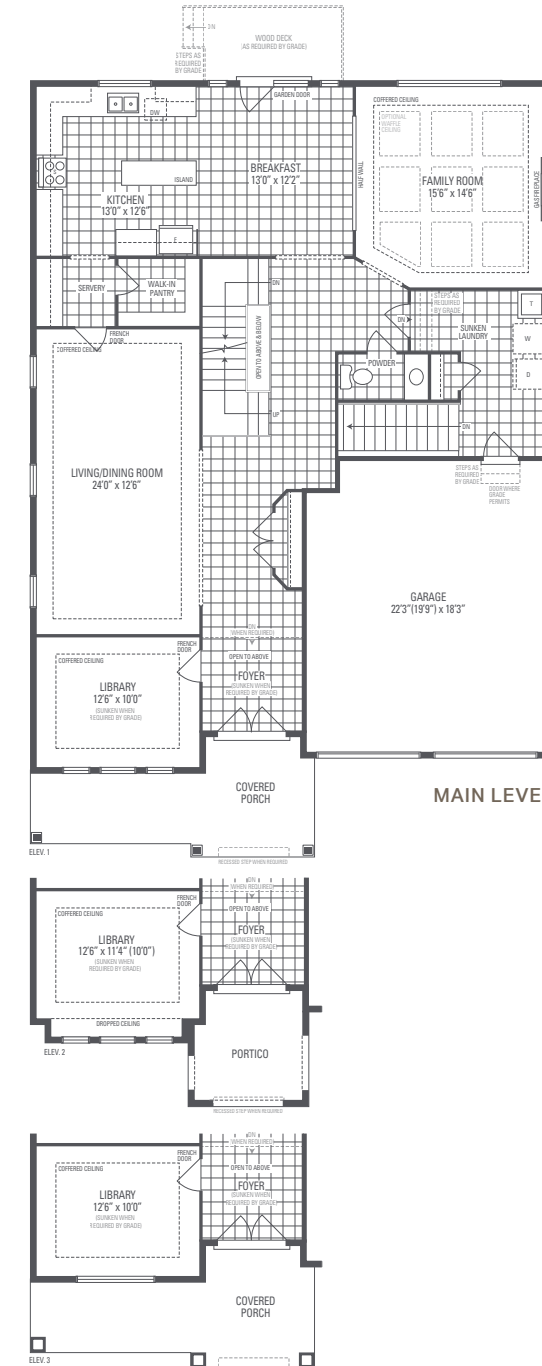 WOOD DECK
(AS REQUIRED BY GRADE)
DN
STEPS AS
REQUIRED
BY GRADE
GARDEN DOOR
COFFERED CEILING
OPTIONAL
WAFFLE
CEILING
DW
ISLAND
BREAKFAST
13'0" x 12'2"
HALF WALL
FAMILY ROOM
15'6" x 14'6"
GAS FIREPLACE
KITCHEN
13'0" x 12'6"
F
SERVERY
WALK-IN
PANTRY
DN
STEPS AS
REQUIRED
BY GRADE
DN
T
SUNKEN
LAUNDRY
W
D
FRENCH
DOOR
COFFERED CEILING
OPEN TO ABOVE & BELOW
POWDER
UP
DN
LIVING/DINING ROOM
24'0" x 12'6"
STEPS AS
REQUIRED
BY GRADE
DOOR WHERE
GRADE
PERMITS
GARAGE
22'3"(19'9") x 18'3"
DN
(WHEN REQUIRED)
FRENCH
DOOR
COFFERED CEILING
OPEN TO ABOVE
LIBRARY
12'6" x 10'0"
(SUNKEN WHEN
REQUIRED BY GRADE)
FOYER
(SUNKEN WHEN
REQUIRED BY GRADE)
COVERED
PORCH
MAIN LEVE
ELEV. 1
RECESSED STEP WHEN REQUIRED
DN
(WHEN REQUIRED)
FRENCH
DOOR
COFFERED CEILING
OPEN TO ABOVE
LIBRARY
12'6" x 11'4" (10'0")
(SUNKEN WHEN
REQUIRED BY GRADE)
FOYER
(SUNKEN WHEN
REQUIRED BY GRADE)
DROPPED CEILING
ELEV. 2
PORTICO
RECESSED STEP WHEN REQUIRED
DN
(WHEN REQUIRED)
FRENCH
DOOR
COFFERED CEILING
OPEN TO ABOVE
LIBRARY
12'6" x 10'0"
(SUNKEN WHEN
REQUIRED BY GRADE)
FOYER
(SUNKEN WHEN
REQUIRED BY GRADE)
COVERED
PORCH
ELEV. 3